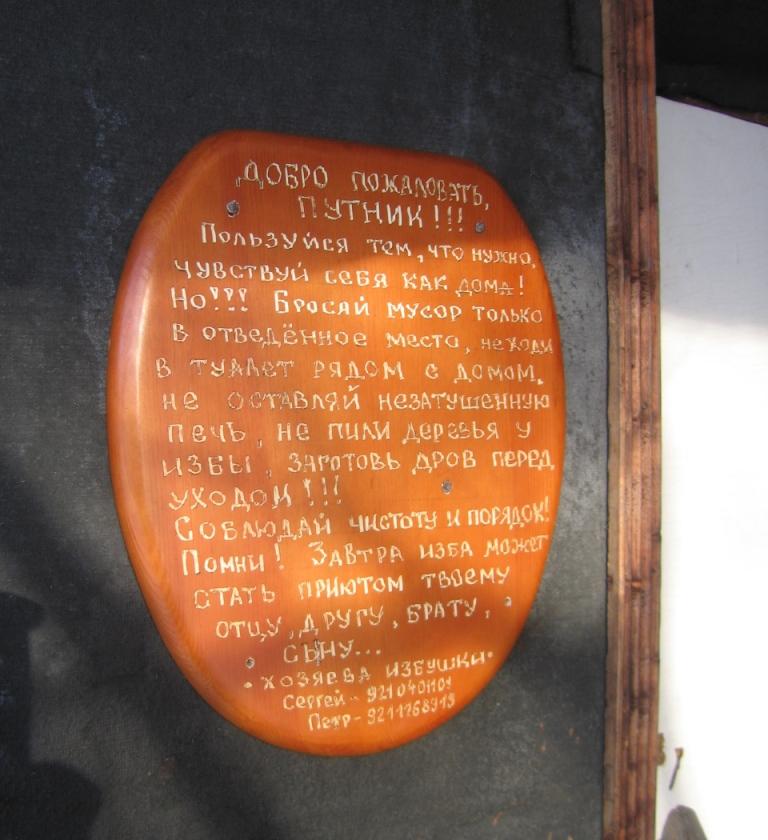 ДОБРО ПОЖАЛОВАТЬ,
ПУТНИК!!!
Пользуйся тем, что нужно,
чувствуй себя как дома!
Но!!! Бросай мусор только
в отведённое место, не ходи
в туалет рядом с домом,
не оставляй незатушенную
печь, не пили деревья у
избы, заготовь дров перед
уходом!!!
Соблюдай чистоту и порядок!
Помни! Завтра изба может
стать приютом твоему
отцу, другу, брату,
сыну...
• хозяева избушки •
Сергей - 9210401101
Петр - 9211768919